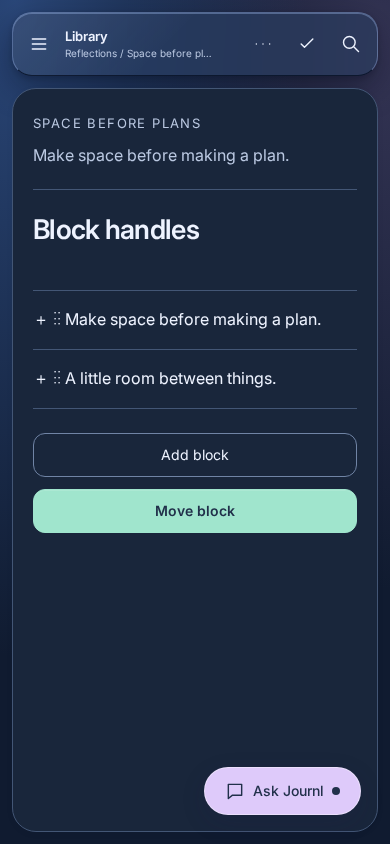 Library
Reflections / Space before pl...
SPACE BEFORE PLANS
Make space before making a plan.
Block handles
+ ⠿ Make space before making a plan.
+ ⠿ A little room between things.
Add block
Move block
Ask Journl